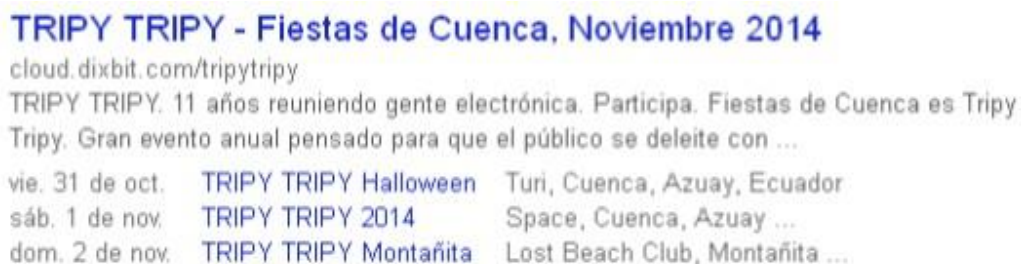 TRIPY TRIPY - Fiestas de Cuenca, Noviembre 2014
cloud.dixbit.com/tripytripy
TRIPY TRIPY. 11 años reuniendo gente electrónica. Participa. Fiestas de Cuenca es Tripy
Tripy. Gran evento anual pensado para que el público se deleite con ...
vie. 31 de oct. TRIPY TRIPY Halloween Turi, Cuenca, Azuay, Ecuador
sáb. 1 de nov. TRIPY TRIPY 2014 Space, Cuenca, Azuay ...
dom. 2 de nov. TRIPY TRIPY Montañita Lost Beach Club, Montañita ...